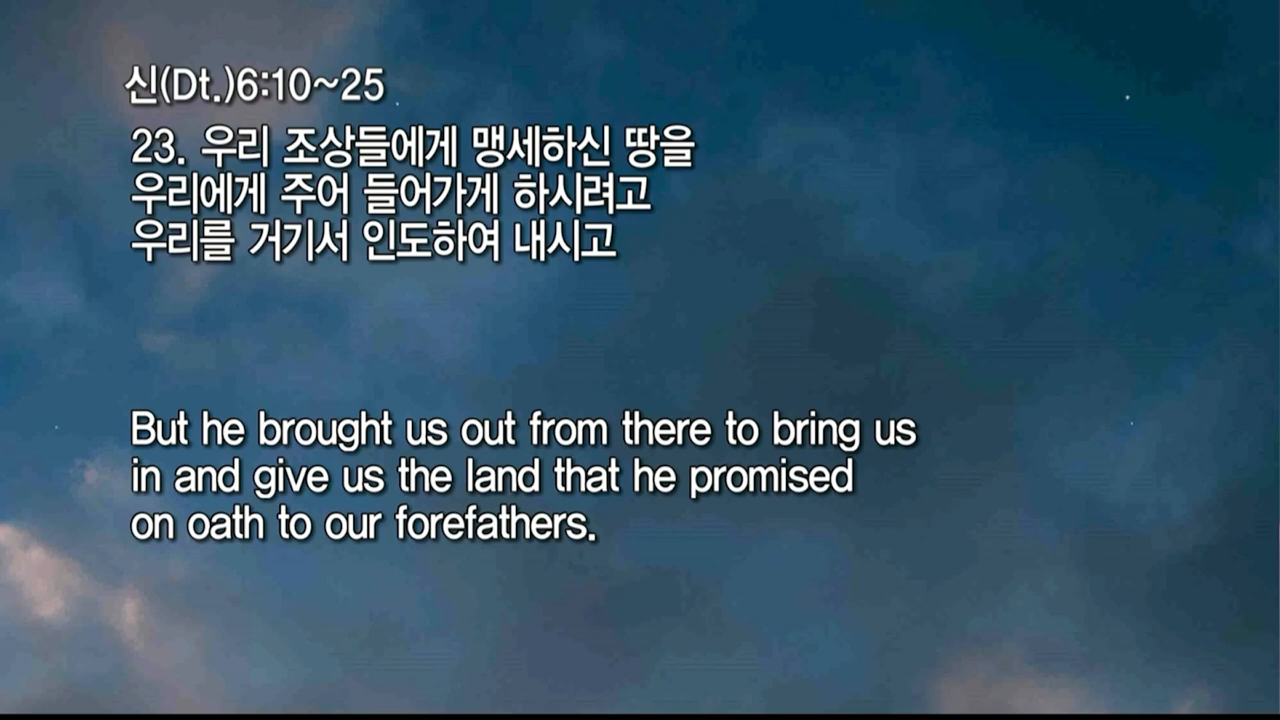 신(Dt.)6:10~25
23. 우리 조상들에게 맹세하신 땅을
우리에게 주어 들어가게 하시려고
우리를 거기서 인도하여 내시고
But he brought us out from there to bring us
in and give us the land that he promised
on oath to our forefathers.